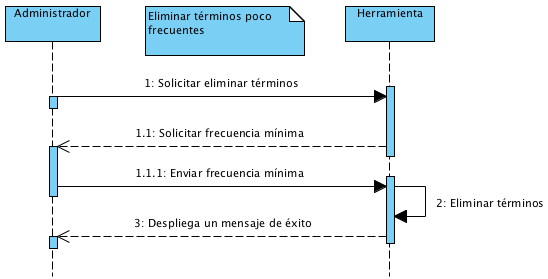 Administrador
Eliminar términos poco
frecuentes
Herramienta
1: Solicitar eliminar términos
1.1: Solicitar frecuencia mínima
1.1.1: Enviar frecuencia mínima
2: Eliminar términos
3: Despliega un mensaje de éxito